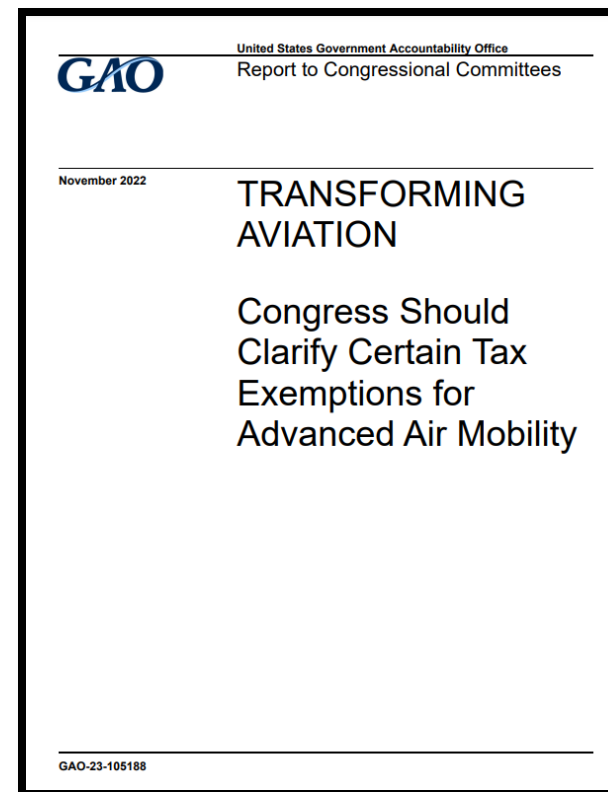 United States Government Accountability Office
GAO
Report to Congressional Committees
November 2022
TRANSFORMING
AVIATION
Congress Should
Clarify Certain Tax
Exemptions for
Advanced Air Mobility
GAO-23-105188